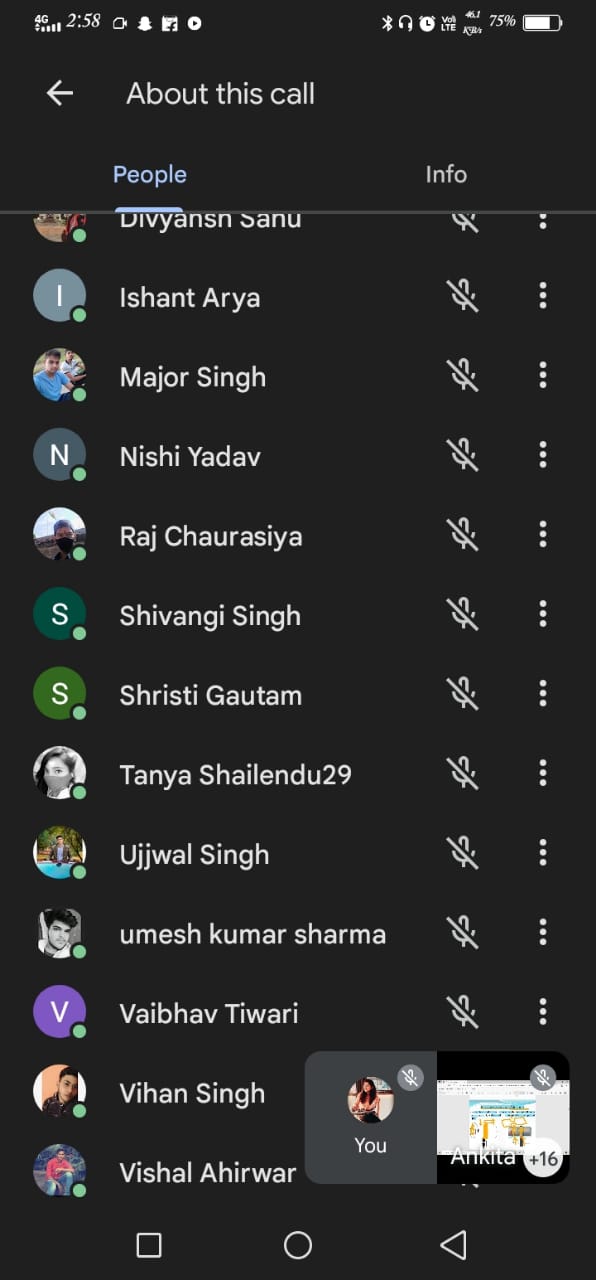 4G 2:58 Vo)) LTE 46.1 KB/s 75%
About this call
People Info
Divyansh Sahu
I Ishant Arya
Major Singh
N Nishi Yadav
Raj Chaurasiya
S Shivangi Singh
S Shristi Gautam
Tanya Shailendu29
Ujjwal Singh
umesh kumar sharma
V Vaibhav Tiwari
Vihan Singh
You
Ankita +16
Vishal Ahirwar